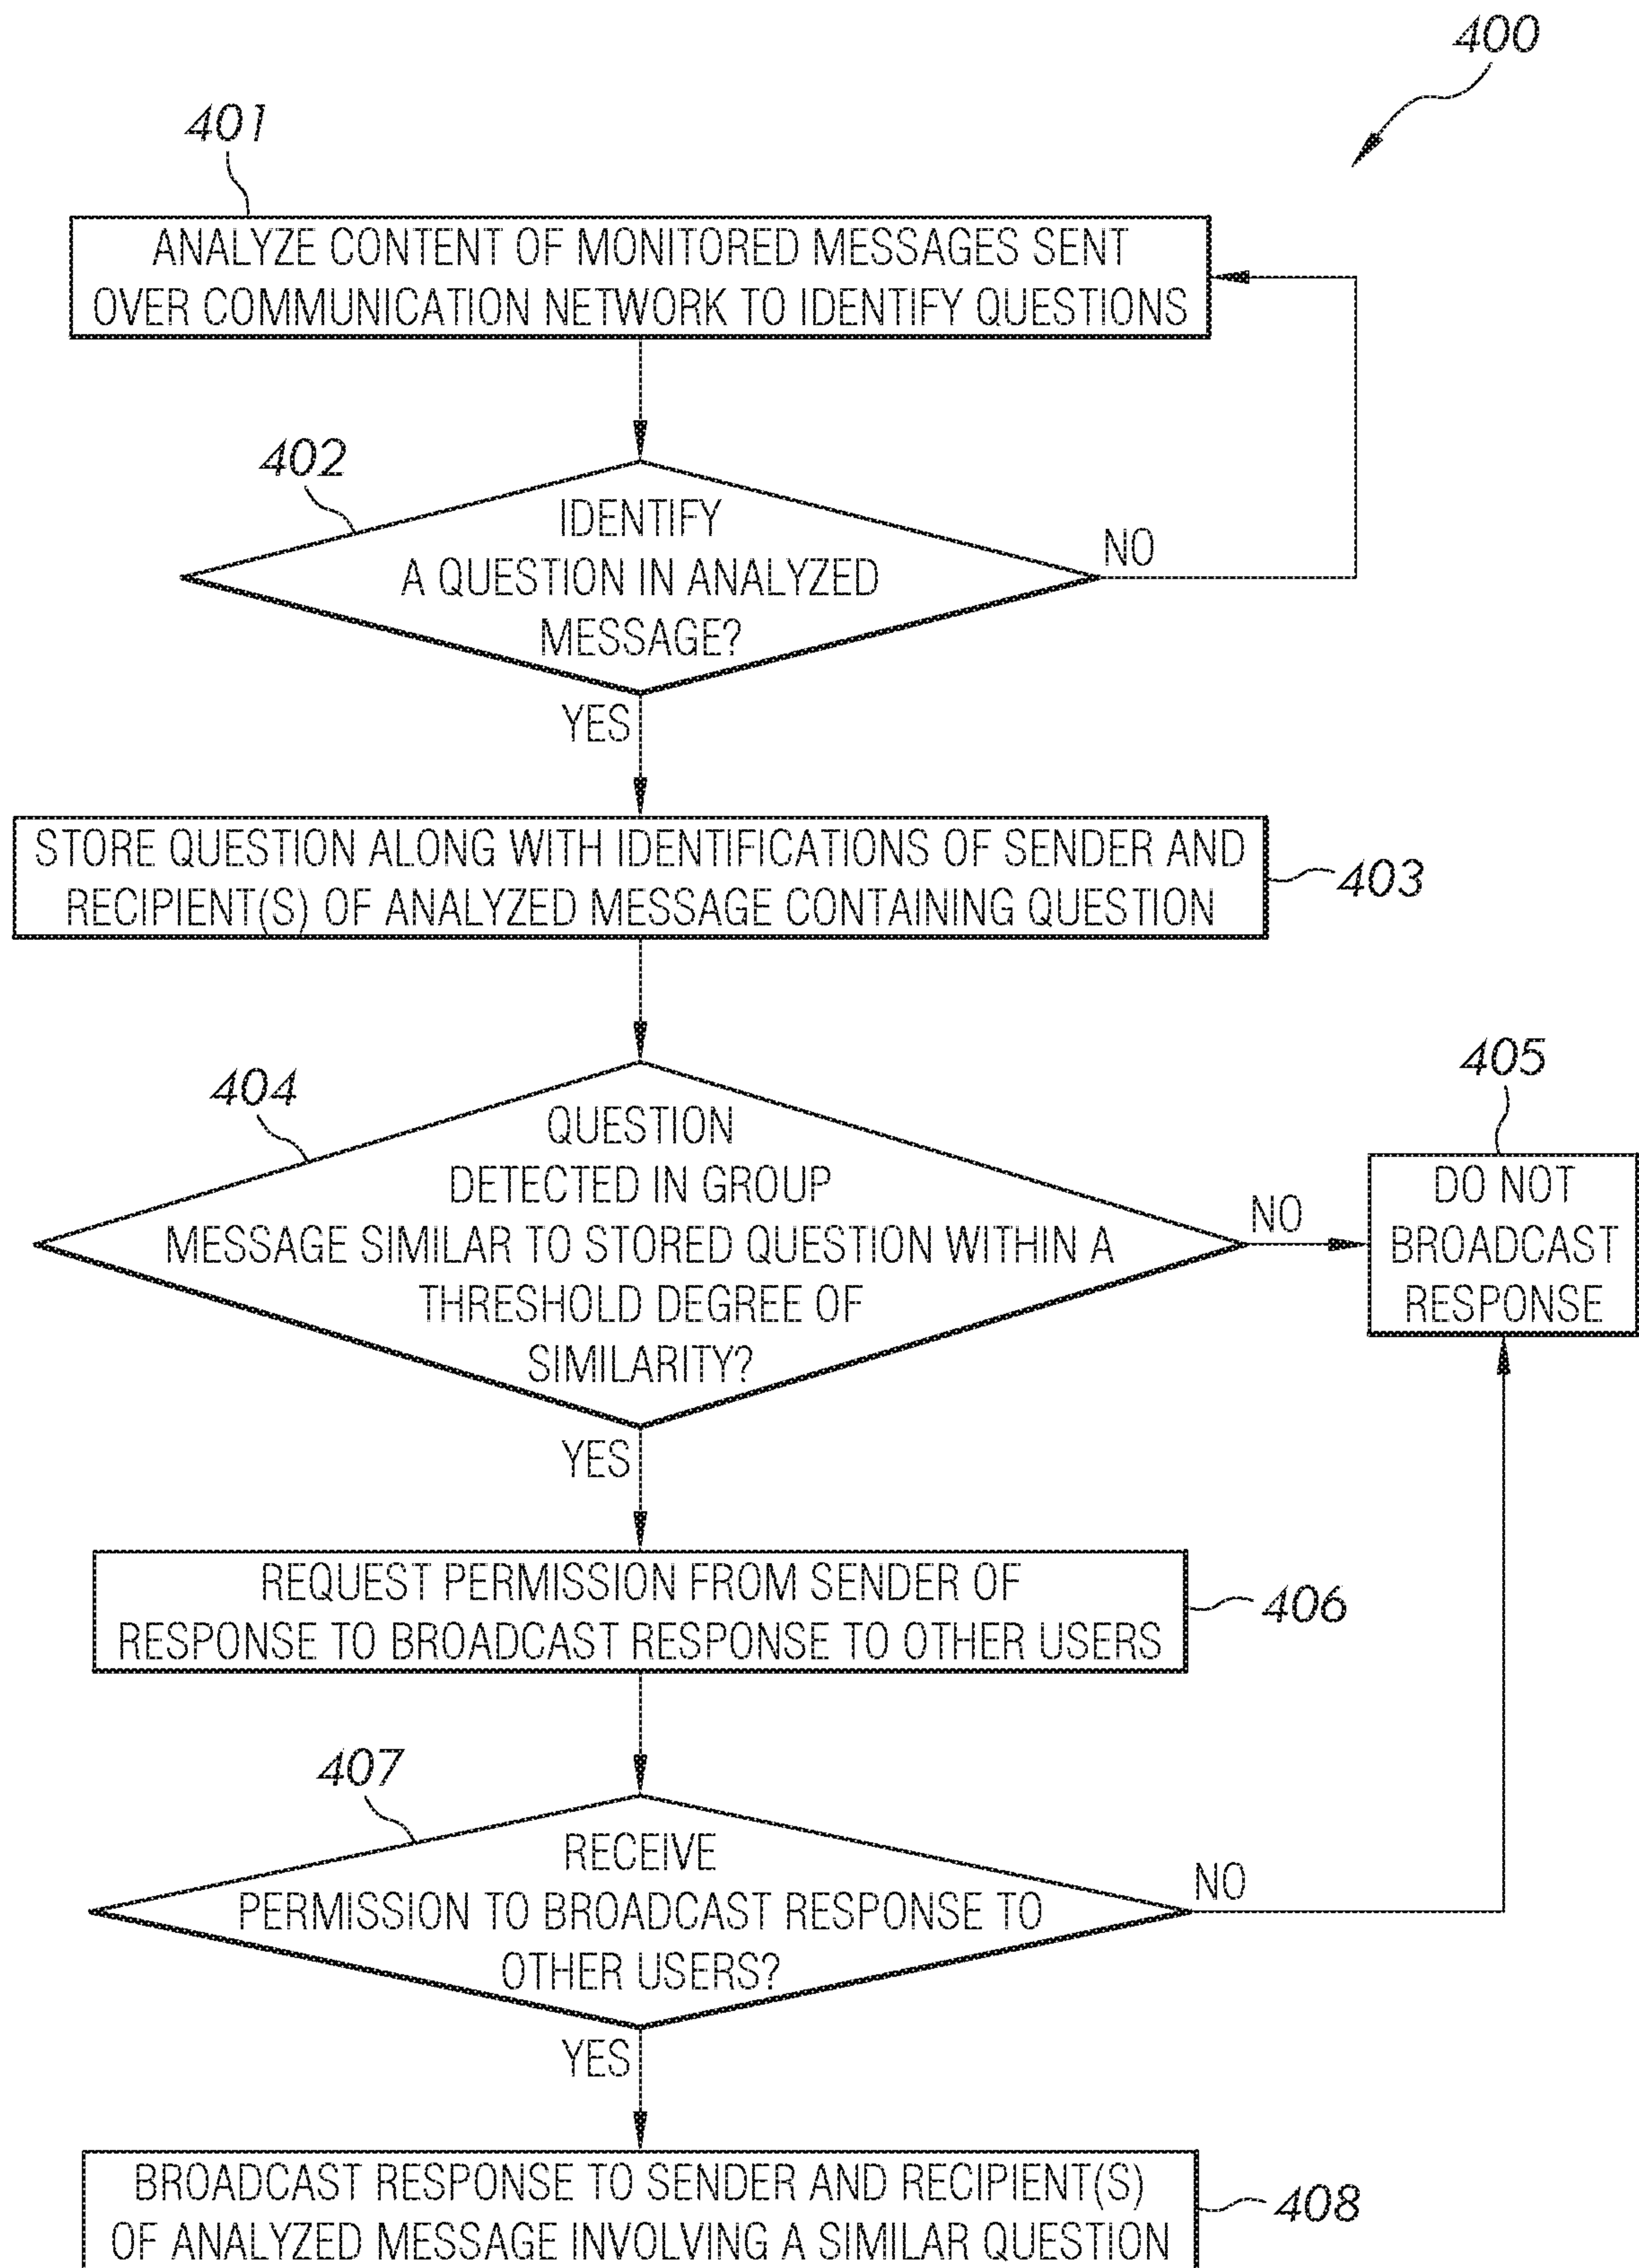 400
401
ANALYZE CONTENT OF MONITORED MESSAGES SENT
OVER COMMUNICATION NETWORK TO IDENTIFY QUESTIONS
402
IDENTIFY
A QUESTION IN ANALYZED
MESSAGE?
NO
YES
STORE QUESTION ALONG WITH IDENTIFICATIONS OF SENDER AND
RECIPIENT(S) OF ANALYZED MESSAGE CONTAINING QUESTION
403
404
QUESTION
DETECTED IN GROUP
MESSAGE SIMILAR TO STORED QUESTION WITHIN A
THRESHOLD DEGREE OF
SIMILARITY?
NO
405
DO NOT
BROADCAST
RESPONSE
YES
REQUEST PERMISSION FROM SENDER OF
RESPONSE TO BROADCAST RESPONSE TO OTHER USERS
406
407
RECEIVE
PERMISSION TO BROADCAST RESPONSE TO
OTHER USERS?
NO
YES
BROADCAST RESPONSE TO SENDER AND RECIPIENT(S)
OF ANALYZED MESSAGE INVOLVING A SIMILAR QUESTION
408